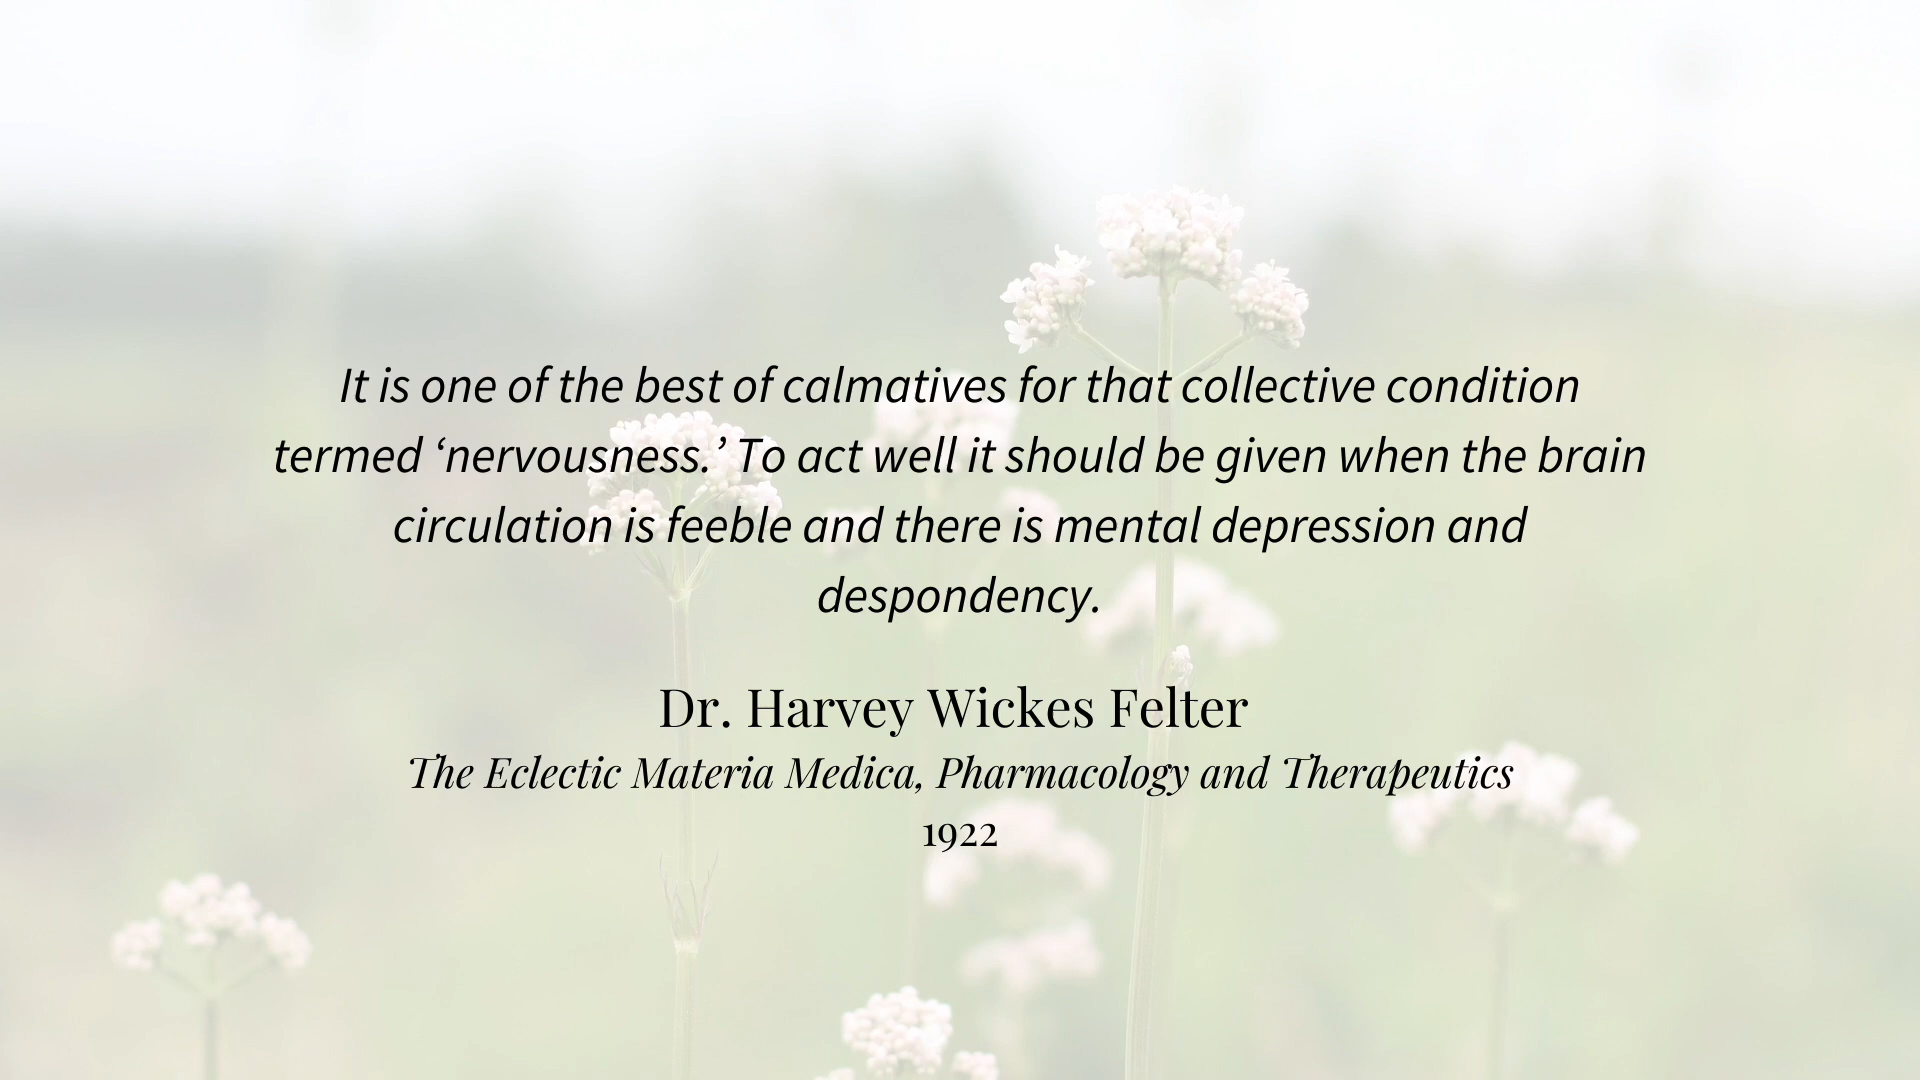 It is one of the best of calmatives for that collective condition
termed ‘nervousness.’ To act well it should be given when the brain
circulation is feeble and there is mental depression and
despondency.
Dr. Harvey Wickes Felter
The Eclectic Materia Medica, Pharmacology and Therapeutics
1922